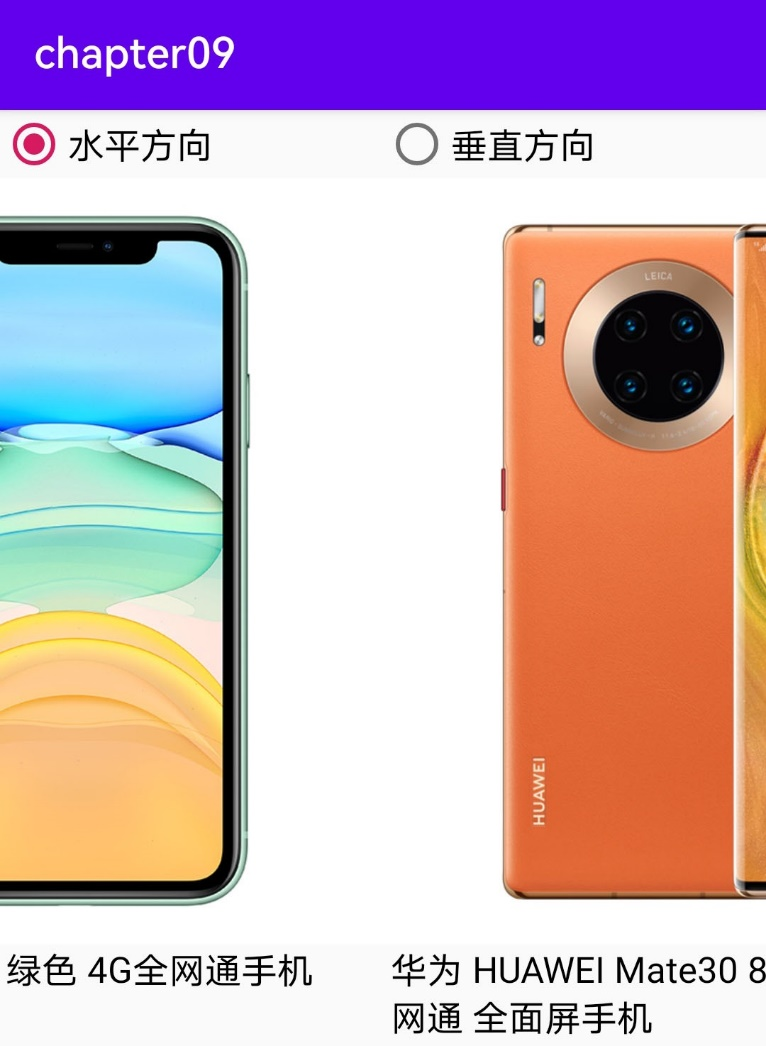 chapter09
水平方向
垂直方向
LEICA
HUAWEI
绿色 4G全网通手机
华为 HUAWEI Mate30 8
网通 全面屏手机